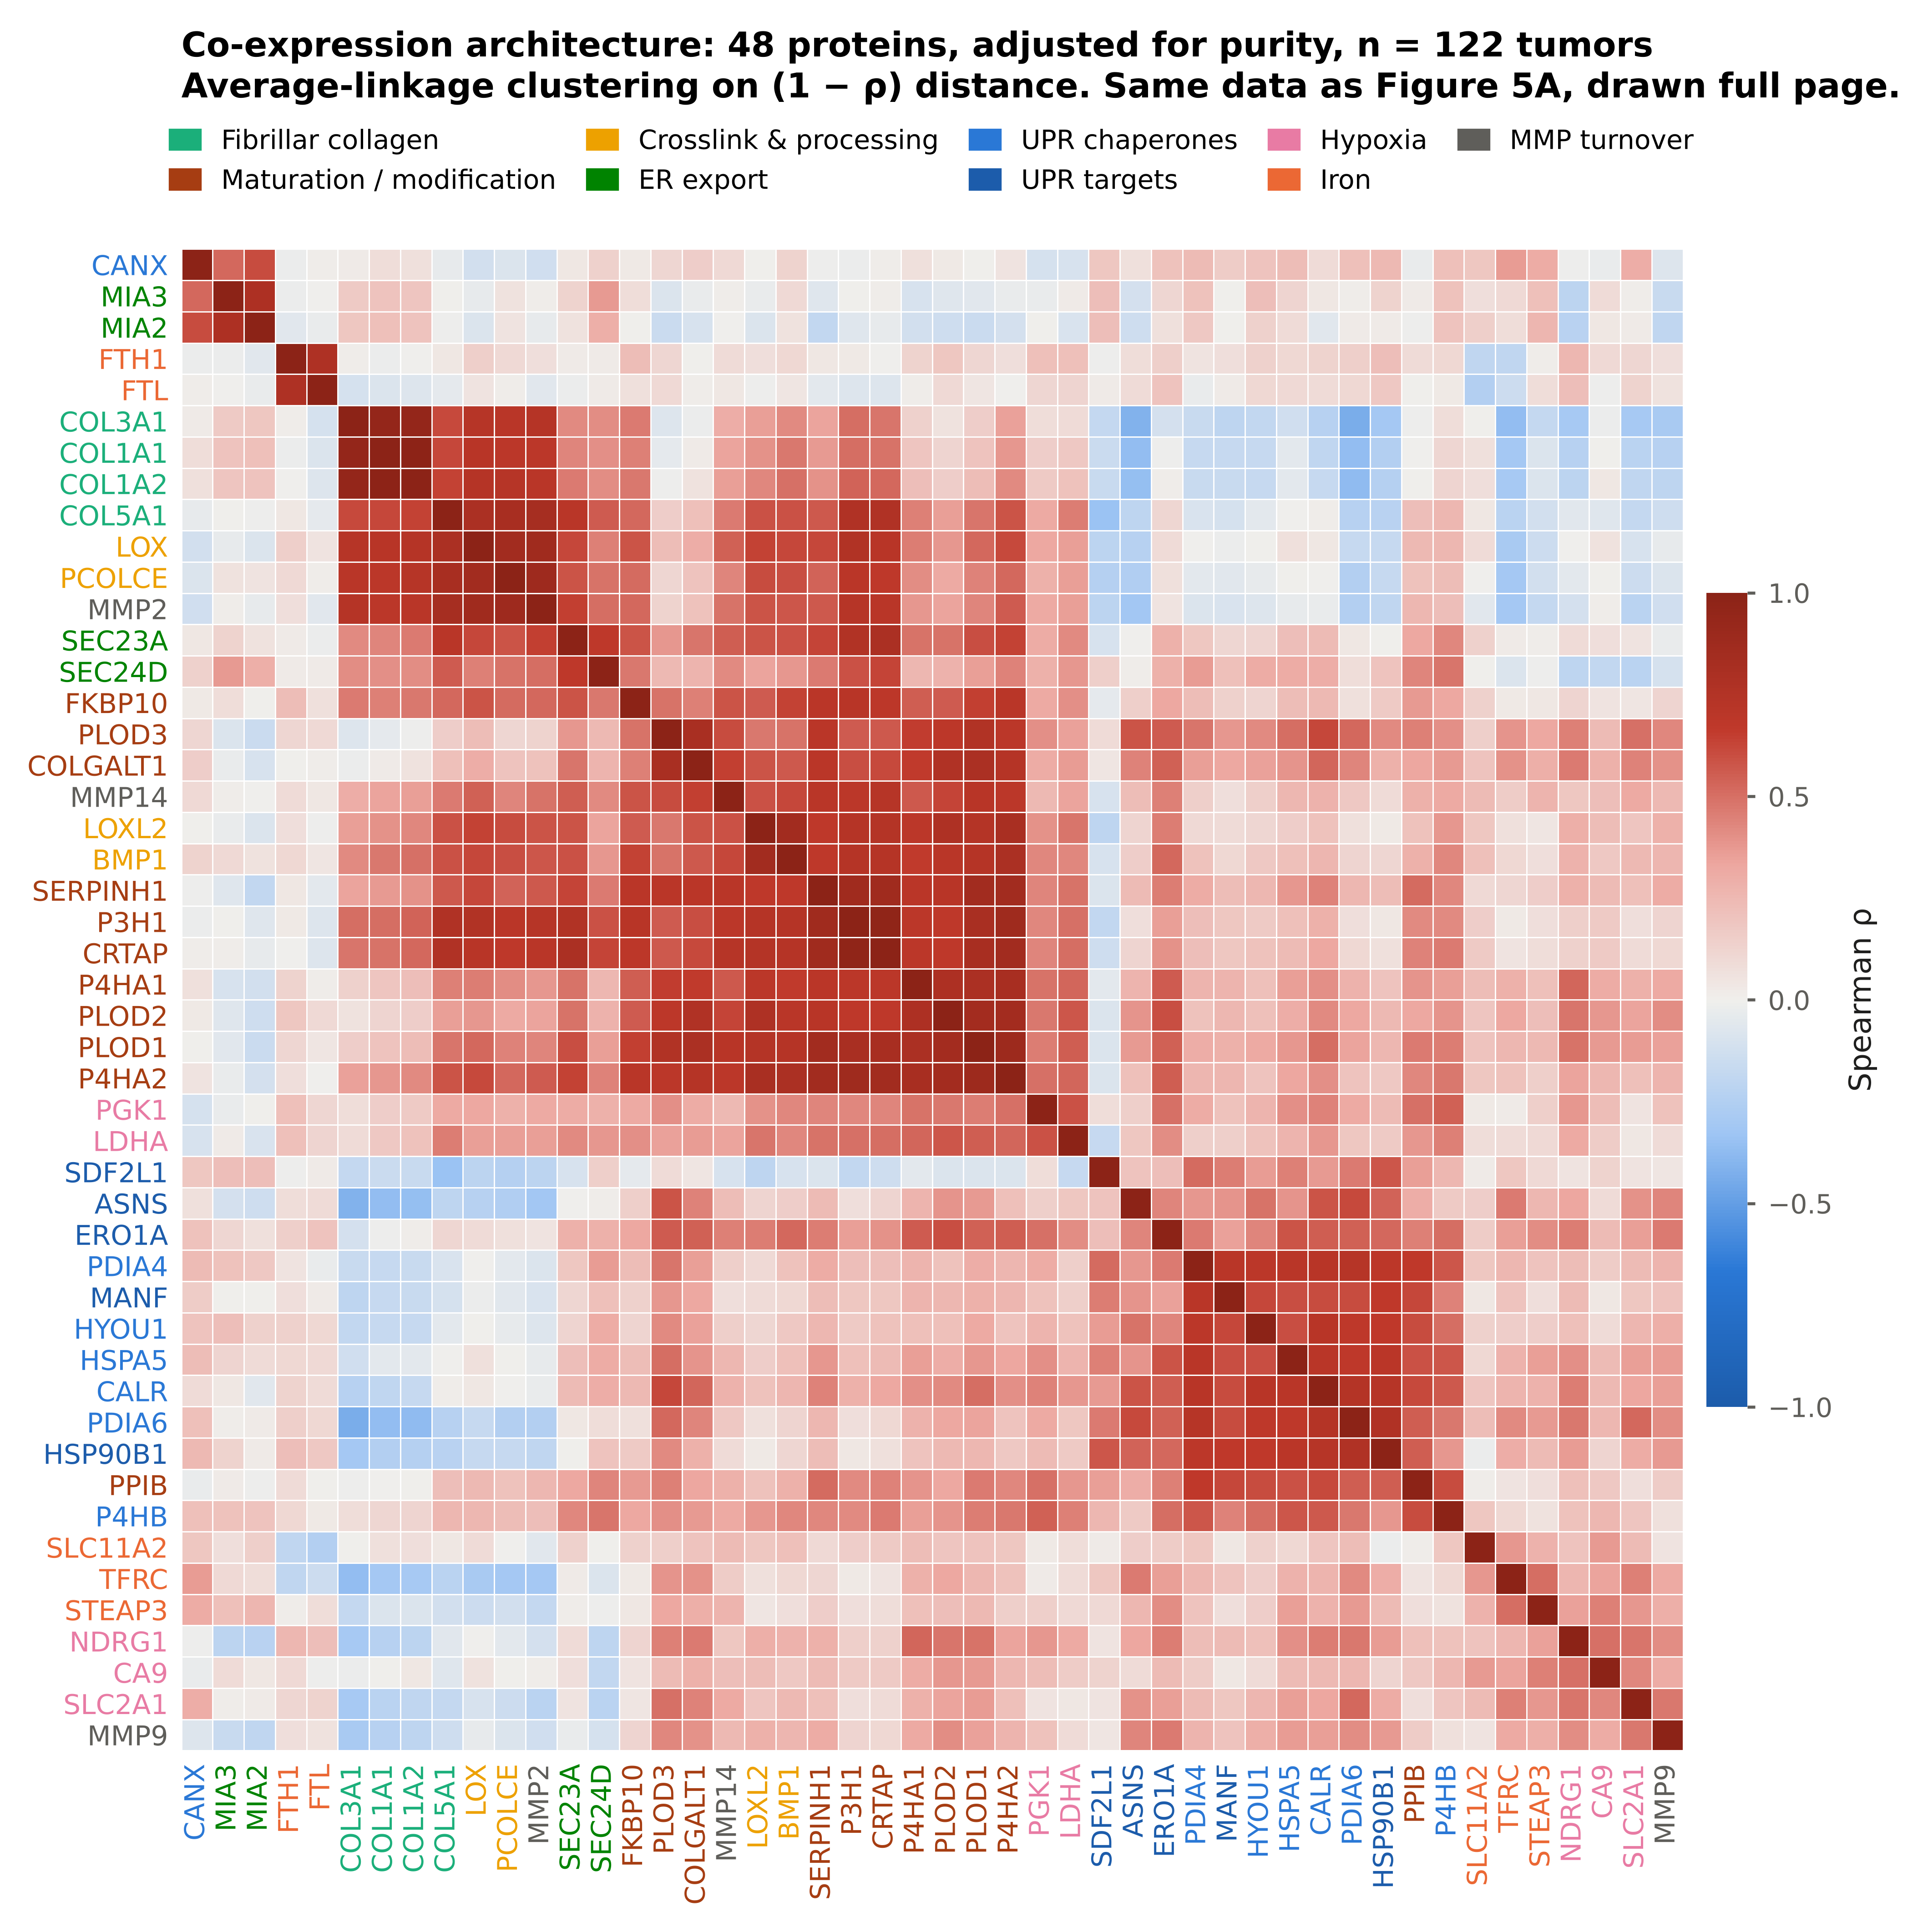 Co-expression architecture: 48 proteins, adjusted for purity, n = 122 tumors
Average-linkage clustering on (1 − ρ) distance. Same data as Figure 5A, drawn full page.
Fibrillar collagen
Crosslink & processing
UPR chaperones
Hypoxia
MMP turnover
Maturation / modification
ER export
UPR targets
Iron
CANX
MIA3
MIA2
FTH1
FTL
COL3A1
COL1A1
COL1A2
COL5A1
LOX
PCOLCE
MMP2
SEC23A
SEC24D
FKBP10
PLOD3
COLGALT1
MMP14
LOXL2
BMP1
SERPINH1
P3H1
CRTAP
P4HA1
PLOD2
PLOD1
P4HA2
PGK1
LDHA
SDF2L1
ASNS
ERO1A
PDIA4
MANF
HYOU1
HSPA5
CALR
PDIA6
HSP90B1
PPIB
P4HB
SLC11A2
TFRC
STEAP3
NDRG1
CA9
SLC2A1
MMP9
CANX
MIA3
MIA2
FTH1
FTL
COL3A1
COL1A1
COL1A2
COL5A1
LOX
PCOLCE
MMP2
SEC23A
SEC24D
FKBP10
PLOD3
COLGALT1
MMP14
LOXL2
BMP1
SERPINH1
P3H1
CRTAP
P4HA1
PLOD2
PLOD1
P4HA2
PGK1
LDHA
SDF2L1
ASNS
ERO1A
PDIA4
MANF
HYOU1
HSPA5
CALR
PDIA6
HSP90B1
PPIB
P4HB
SLC11A2
TFRC
STEAP3
NDRG1
CA9
SLC2A1
MMP9
1.0
0.5
0.0
−0.5
−1.0
Spearman ρ